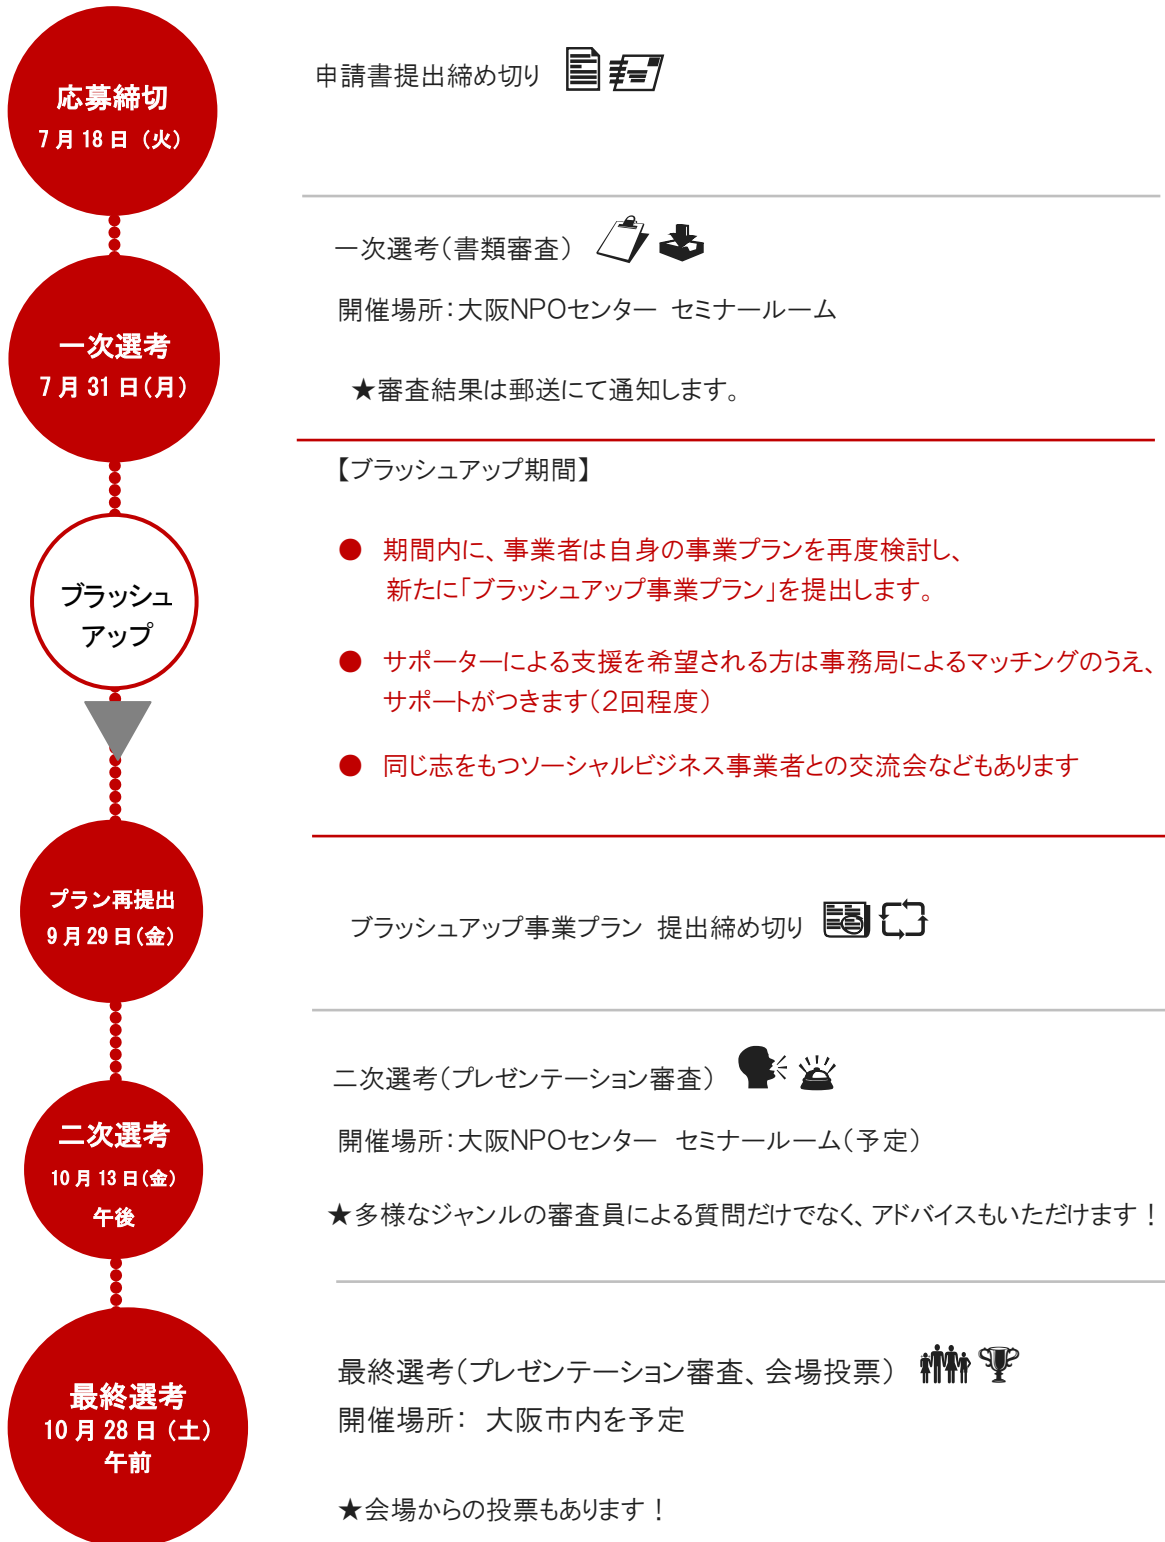 応募締切
7月18日（火）
申請書提出締め切り
一次選考
7月31日（月）
一次選考（書類審査）
開催場所：大阪NPOセンター セミナールーム
★審査結果は郵送にて通知します。
ブラッシュ
アップ
【ブラッシュアップ期間】
● 期間内に、事業者は自身の事業プランを再度検討し、
新たに「ブラッシュアップ事業プラン」を提出します。
● サポーターによる支援を希望される方は事務局によるマッチングのうえ、
サポートがつきます（2回程度）
● 同じ志をもつソーシャルビジネス事業者との交流会などもあります
プラン再提出
9月29日（金）
ブラッシュアップ事業プラン 提出締め切り
二次選考
10月13日（金）
午後
二次選考（プレゼンテーション審査）
開催場所：大阪NPOセンター セミナールーム（予定）
★多様なジャンルの審査員による質問だけでなく、アドバイスもいただけます！
最終選考
10月28日（土）
午前
最終選考（プレゼンテーション審査、会場投票）
開催場所： 大阪市内を予定
★会場からの投票もあります！